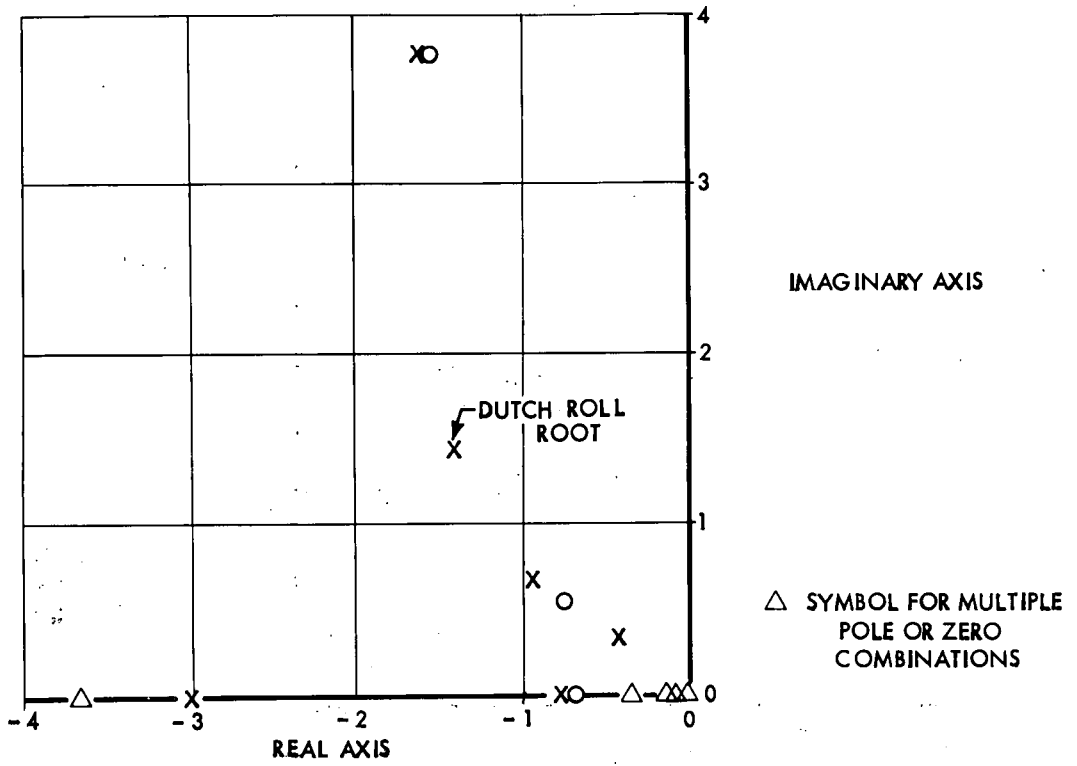 4
3
IMAGINARY AXIS
2
DUTCH ROLL
ROOT
1
△ SYMBOL FOR MULTIPLE
POLE OR ZERO
COMBINATIONS
0
-4 -3 -2 -1 0
REAL AXIS